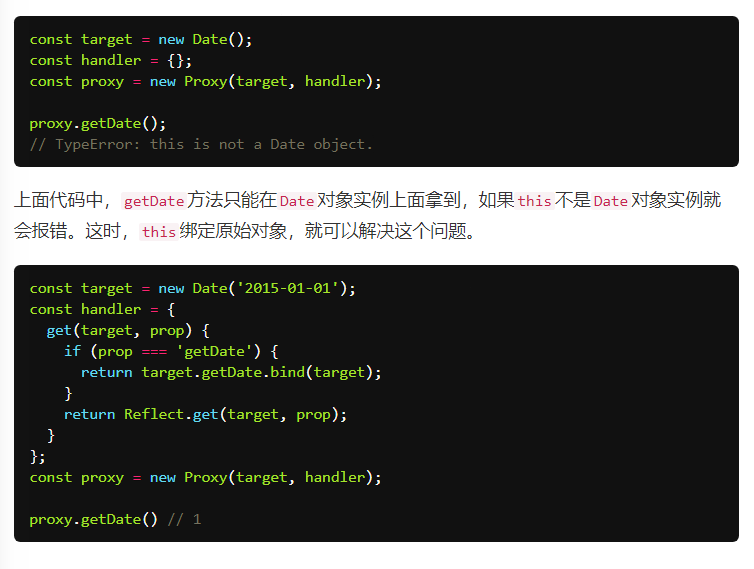 const target = new Date();
const handler = {};
const proxy = new Proxy(target, handler);
proxy.getDate();
// TypeError: this is not a Date object.
上面代码中，getDate方法只能在Date对象实例上面拿到，如果this不是Date对象实例就
会报错。这时，this绑定原始对象，就可以解决这个问题。
const target = new Date('2015-01-01');
const handler = {
  get(target, prop) {
    if (prop === 'getDate') {
      return target.getDate.bind(target);
    }
    return Reflect.get(target, prop);
  }
};
const proxy = new Proxy(target, handler);
proxy.getDate() // 1